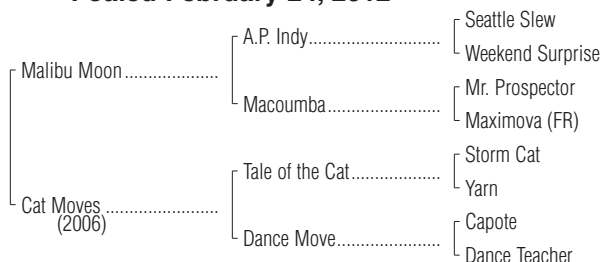 Foaled February 24, 2012
Seattle Slew
A.P. Indy
Weekend Surprise
Malibu Moon
Mr. Prospector
Macoumba
Maximova (FR)
Storm Cat
Tale of the Cat
Yarn
Cat Moves
(2006)
Capote
Dance Move
Dance Teacher